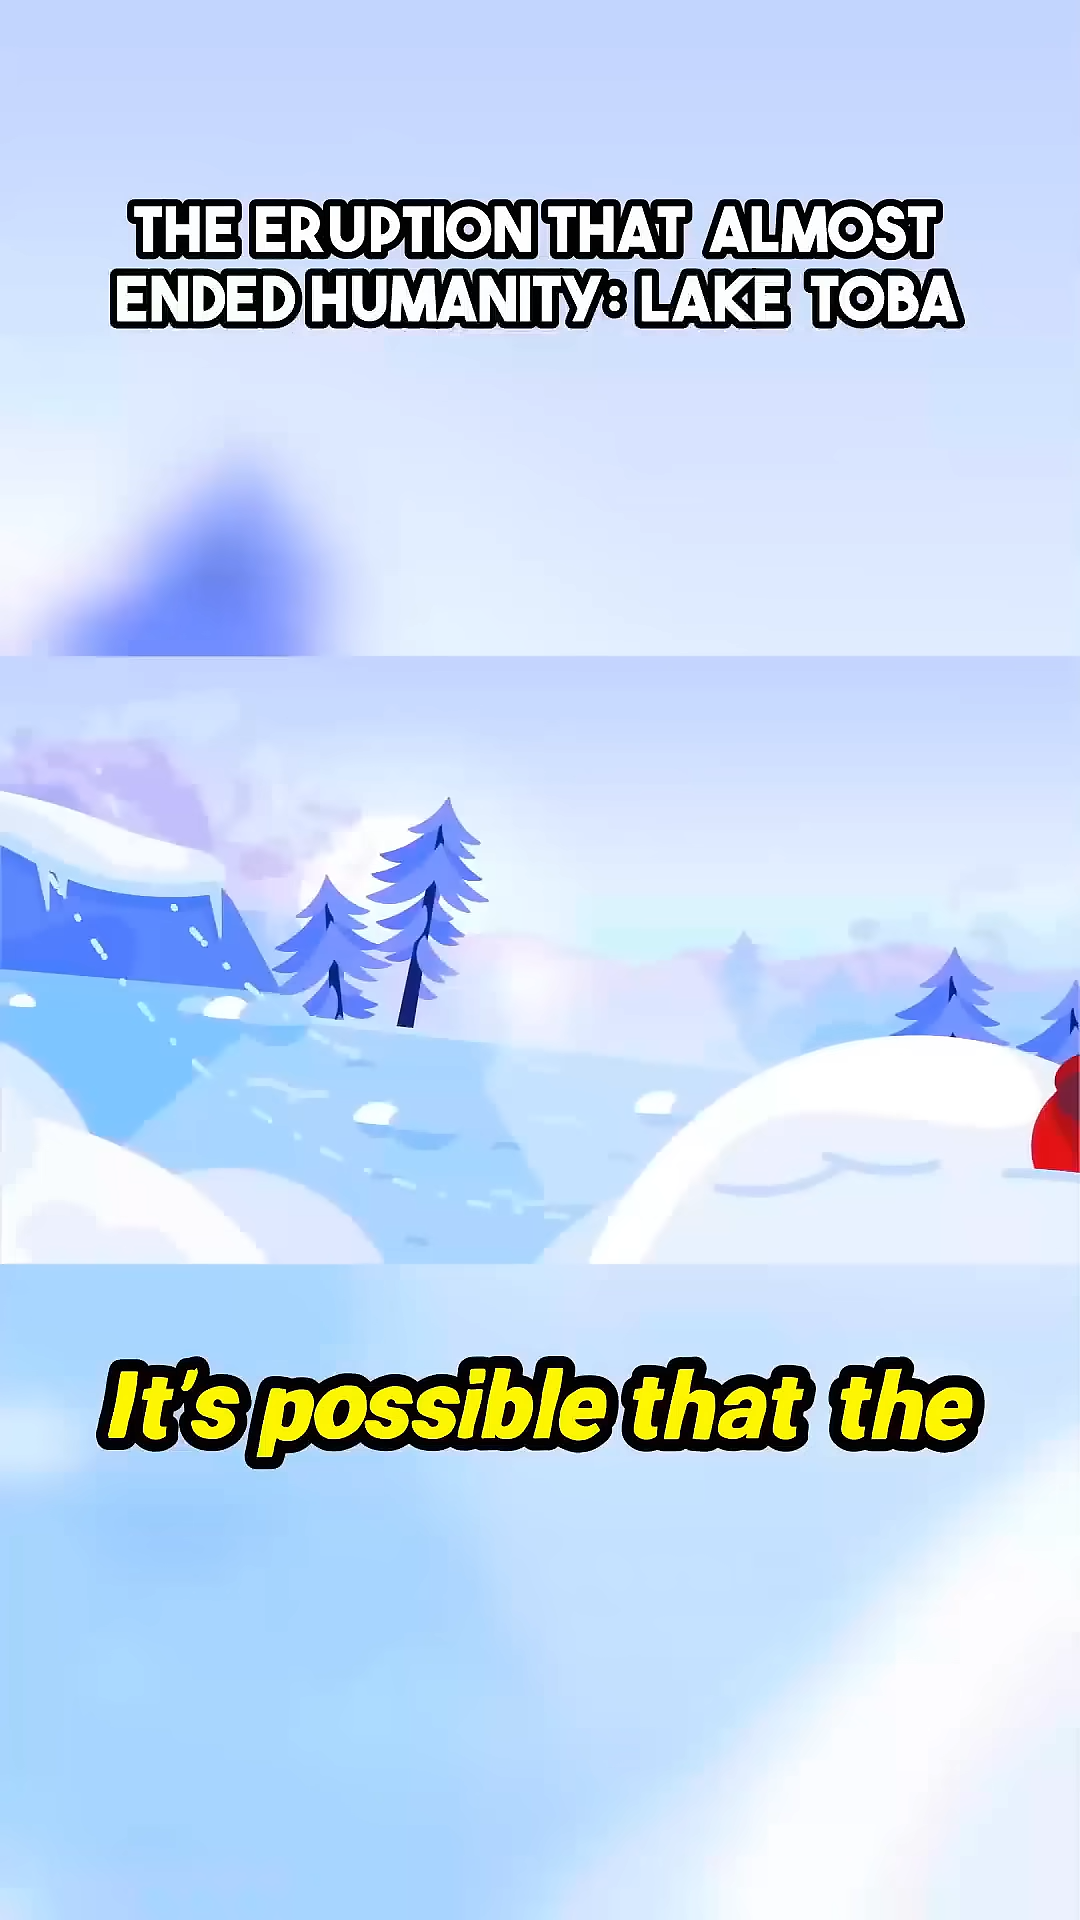 THE ERUPTION THAT ALMOST
ENDED HUMANITY: LAKE TOBA
It's possible that the